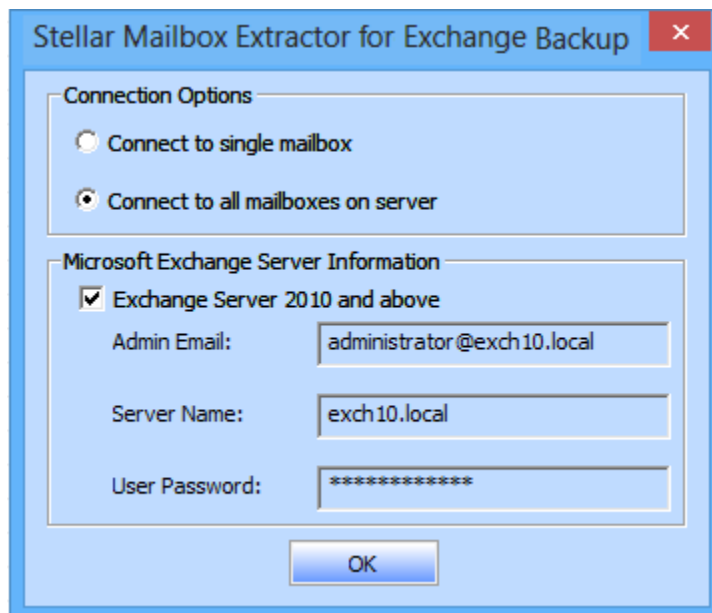 Stellar Mailbox Extractor for Exchange Backup
Connection Options
Connect to single mailbox
Connect to all mailboxes on server
Microsoft Exchange Server Information
Exchange Server 2010 and above
Admin Email: administrator@exch10.local
Server Name: exch10.local
User Password: ************
OK